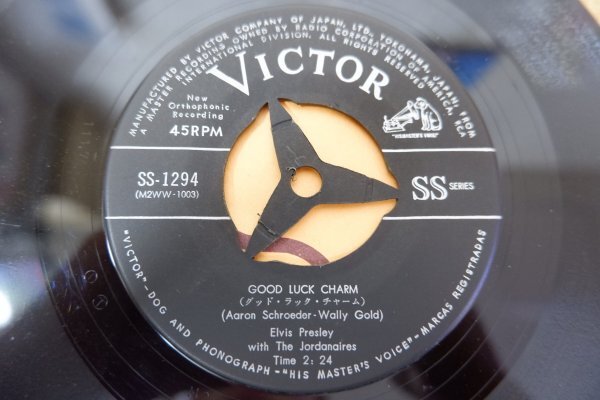 MANUFACTURED BY VICTOR COMPANY OF JAPAN, LTD., YOKOHAMA, JAPAN, FROM
A MASTER RECORDING OWNED BY RADIO CORPORATION OF AMERICA, RCA
INTERNATIONAL DIVISION. ALL RIGHTS RESERVED
VICTOR
New
Orthophonic
Recording
45RPM
"HIS MASTER'S VOICE"
SS-1294
(M2WW-1003)
SS SERIES
GOOD LUCK CHARM
(グッド・ラック・チャーム)
(Aaron Schroeder-Wally Gold)
Elvis Presley
with The Jordanaires
Time 2:24
"VICTOR"-DOG AND PHONOGRAPH-"HIS MASTER'S VOICE"-MARCAS REGISTRADAS